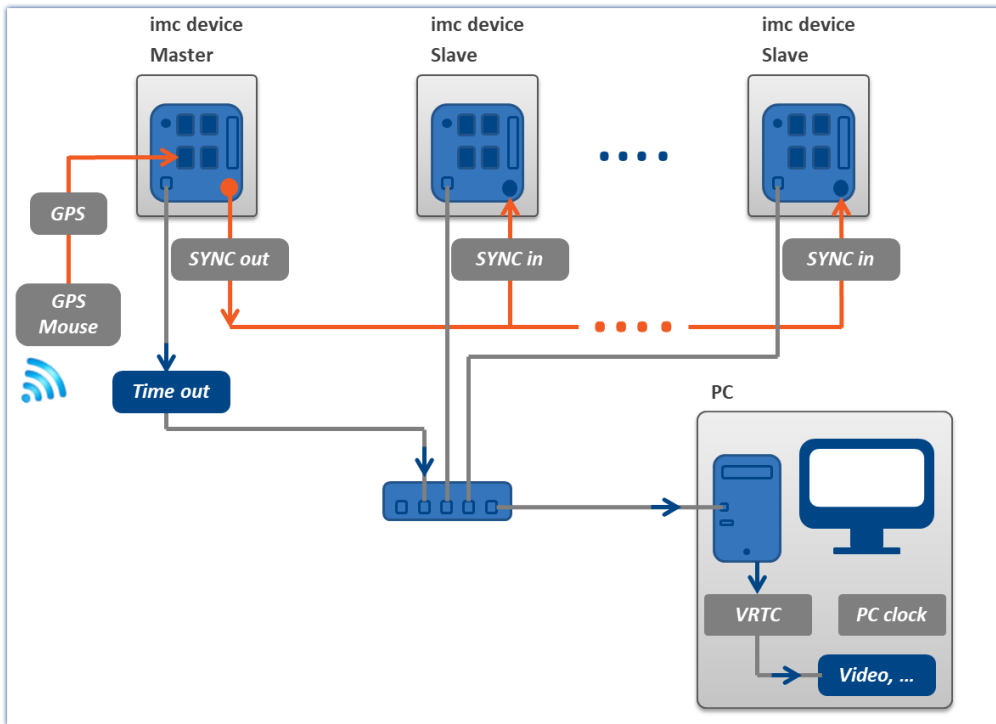 imc device
Master
imc device
Slave
imc device
Slave
GPS
SYNC out
SYNC in
SYNC in
GPS
Mouse
Time out
PC
VRTC
PC clock
Video, ...